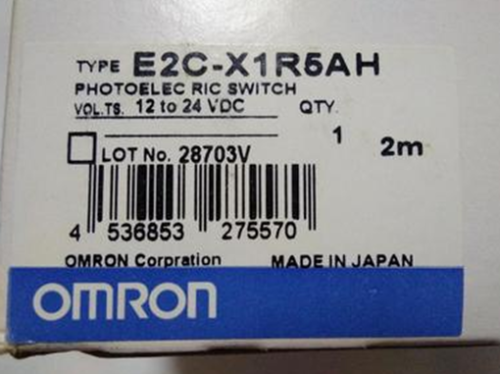 TYPE E2C-X1R5AH
PHOTOELEC RIC SWITCH
VOL.TS. 12 to 24 VDC QTY.
1 2m
LOT No. 28703V
4 536853 275570
OMRON Corpration MADE IN JAPAN
OMRON